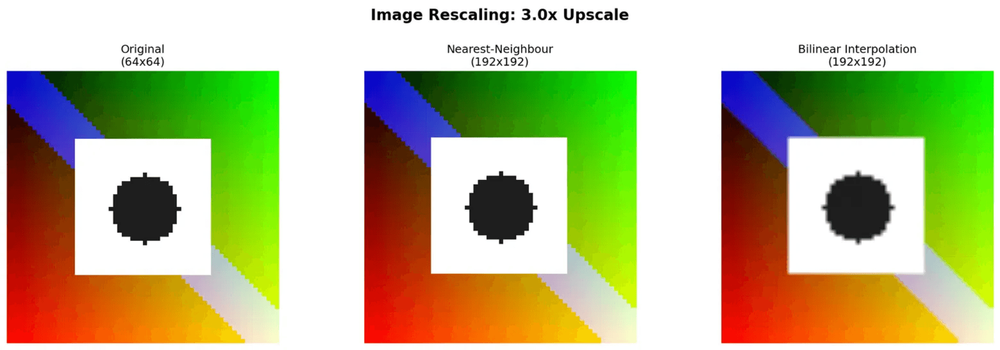 Image Rescaling: 3.0x Upscale
Original
(64x64)
Nearest-Neighbour
(192x192)
Bilinear Interpolation
(192x192)